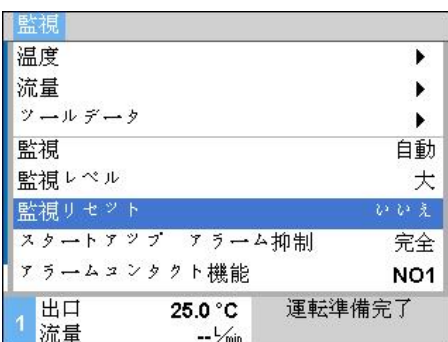 監視
温度
流量
ツールデータ
監視 自動
監視レベル 大
監視リセット いいえ
スタートアップ アラーム抑制 完全
アラームコンタクト機能 NO1
1 出口 25.0 °C 運転準備完了
流量 --L/min